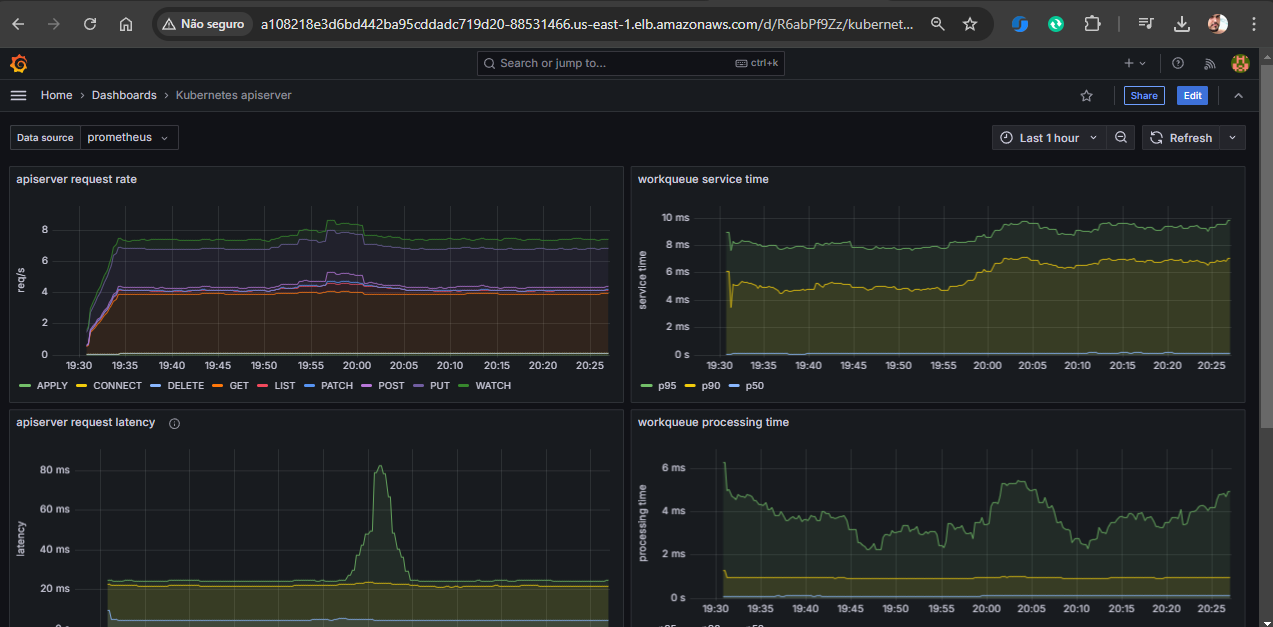 Não seguro
a108218e3d6bd442ba95cddadc719d20-88531466.us-east-1.elb.amazonaws.com/d/R6abPf9Zz/kubernet...
Search or jump to... ctrl+k
Home › Dashboards › Kubernetes apiserver
Share Edit
Data source prometheus
Last 1 hour Refresh
apiserver request rate
8
6
4
2
0
req/s
19:30 19:35 19:40 19:45 19:50 19:55 20:00 20:05 20:10 20:15 20:20 20:25
APPLY CONNECT DELETE GET LIST PATCH POST PUT WATCH
workqueue service time
10 ms
8 ms
6 ms
4 ms
2 ms
0 s
service time
19:30 19:35 19:40 19:45 19:50 19:55 20:00 20:05 20:10 20:15 20:20 20:25
p95 p90 p50
apiserver request latency
80 ms
60 ms
40 ms
20 ms
0 s
latency
workqueue processing time
6 ms
4 ms
2 ms
0 s
processing time
19:30 19:35 19:40 19:45 19:50 19:55 20:00 20:05 20:10 20:15 20:20 20:25